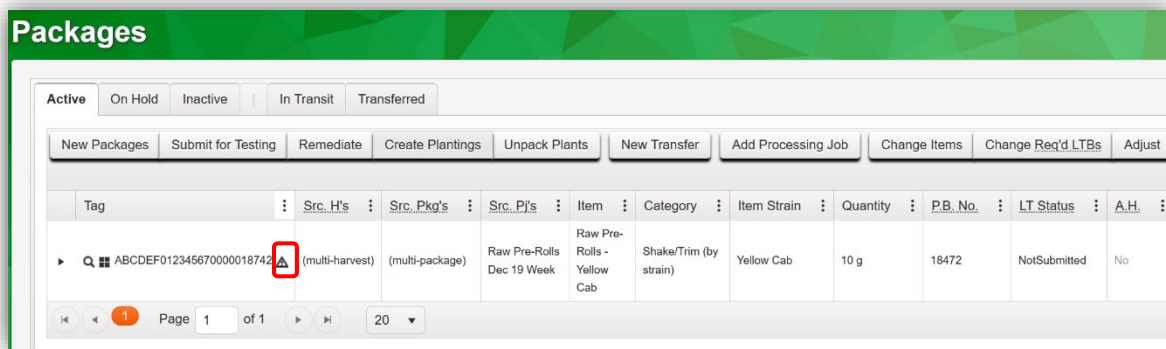 Packages
Active On Hold Inactive In Transit Transferred
New Packages Submit for Testing Remediate Create Plantings Unpack Plants New Transfer Add Processing Job Change Items Change Req'd LTBs Adjust
Tag Src. H's Src. Pkg's Src. Pj's Item Category Item Strain Quantity P.B. No. LT Status A.H.
ABCDEF012345670000018742 (multi-harvest) (multi-package) Raw Pre-Rolls Dec 19 Week Raw Pre-Rolls - Yellow Cab Shake/Trim (by strain) Yellow Cab 10 g 18472 NotSubmitted No
1 Page 1 of 1 20